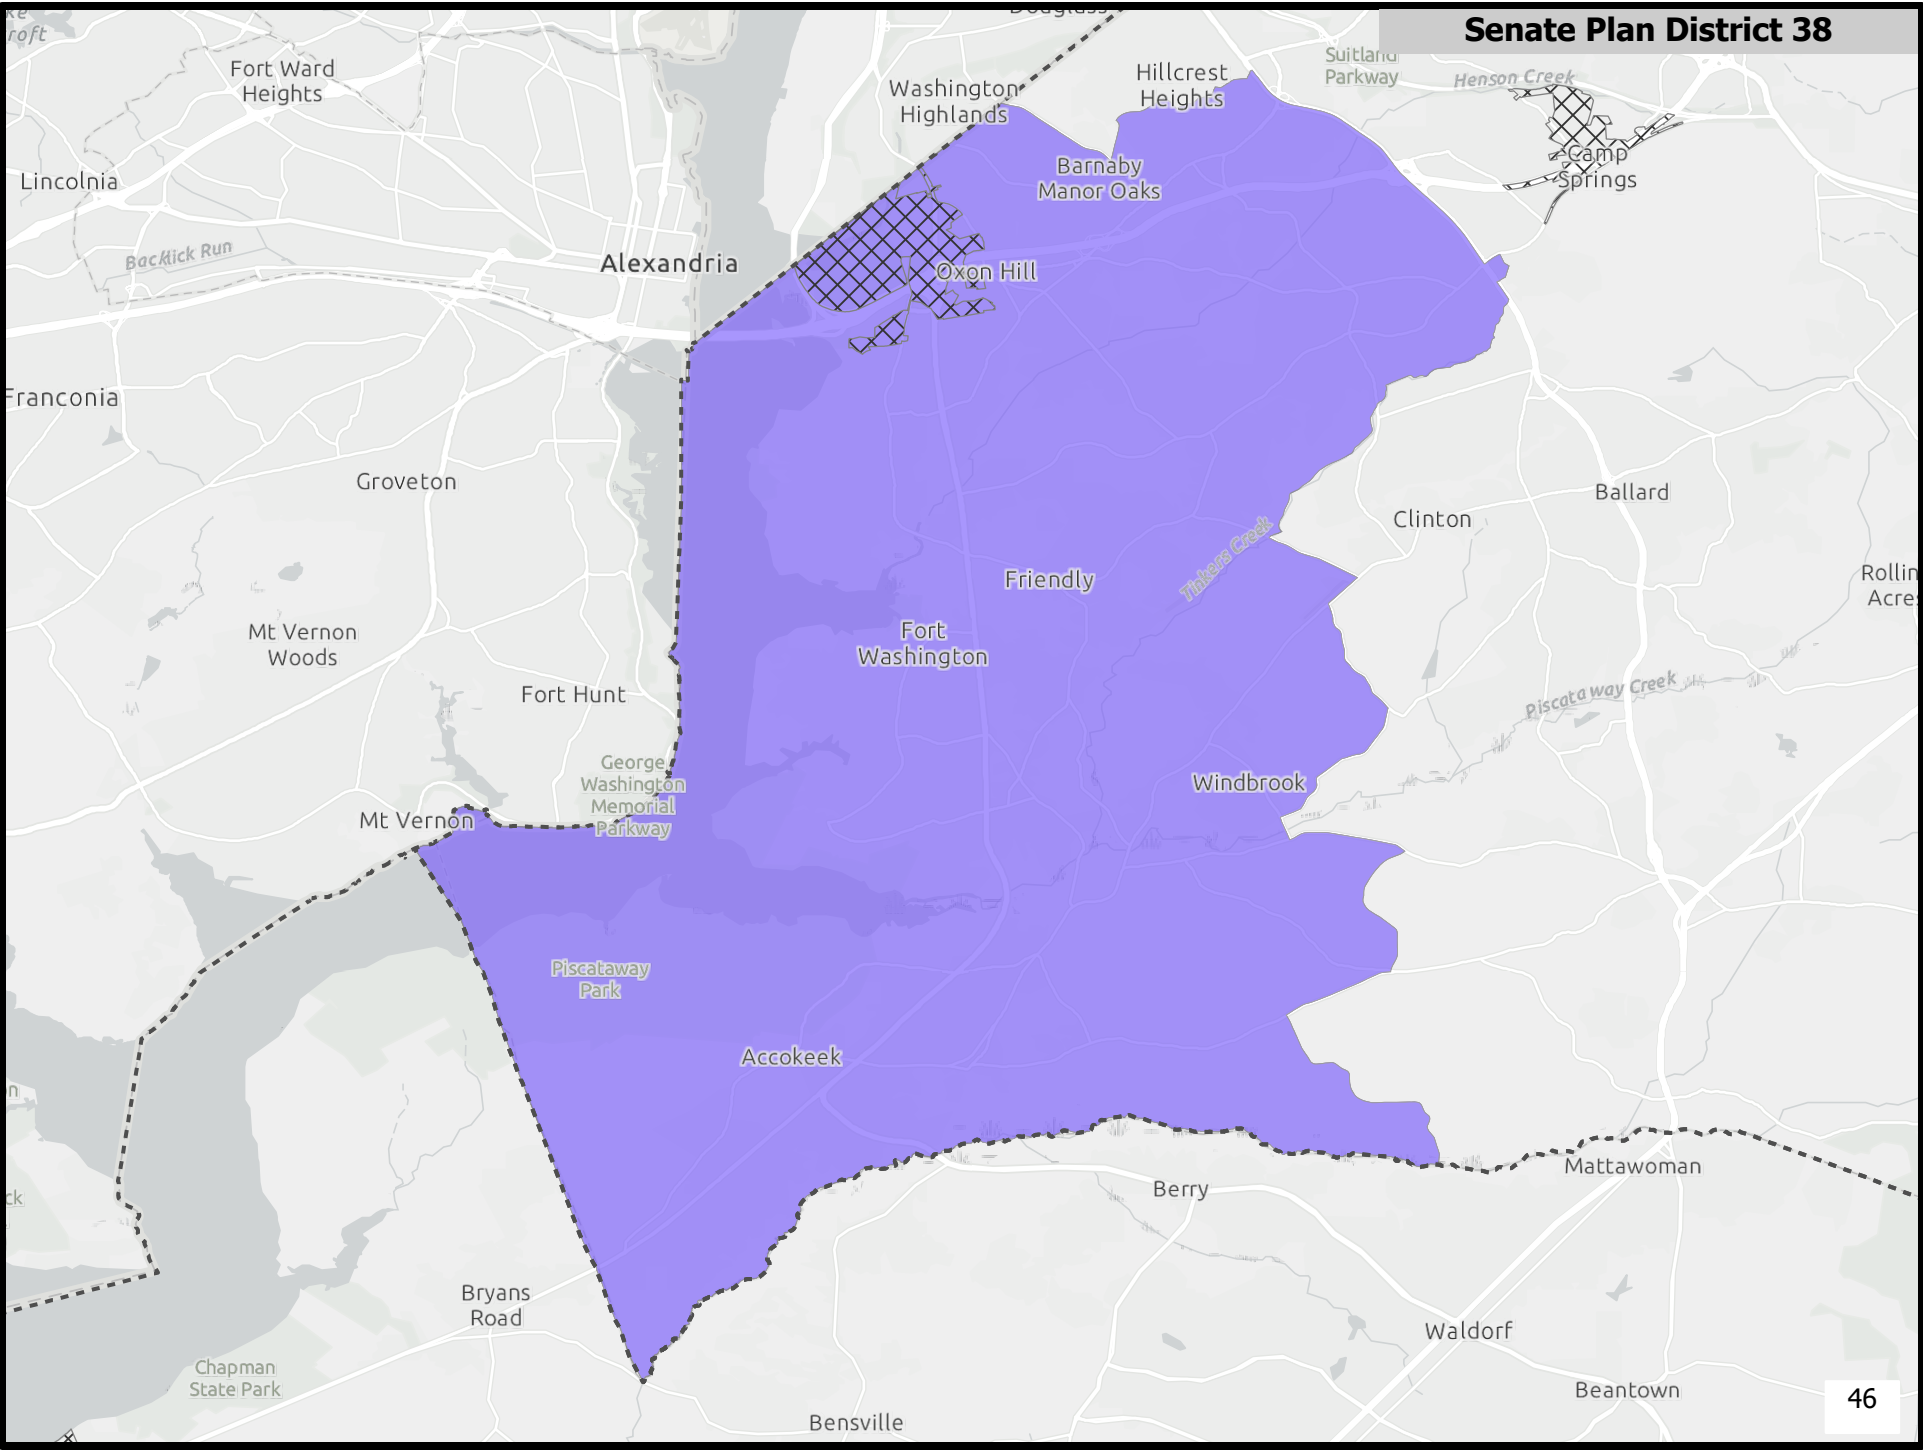 Senate Plan District 38
Douglass
roft
Fort Ward
Heights
Washington
Highlands
Hillcrest
Heights
Suitland
Parkway
Henson Creek
Camp
Springs
Lincolnia
Barnaby
Manor Oaks
Backlick Run
Alexandria
Oxon Hill
Franconia
Groveton
Ballard
Clinton
Tinkers Creek
Friendly
Rollin
Acre
Mt Vernon
Woods
Fort
Washington
Fort Hunt
Piscataway Creek
George
Washington
Memorial
Parkway
Windbrook
Mt Vernon
Piscataway
Park
Accokeek
n
ck
Mattawoman
Berry
Bryans
Road
Waldorf
Chapman
State Park
Beantown
46
Bensville